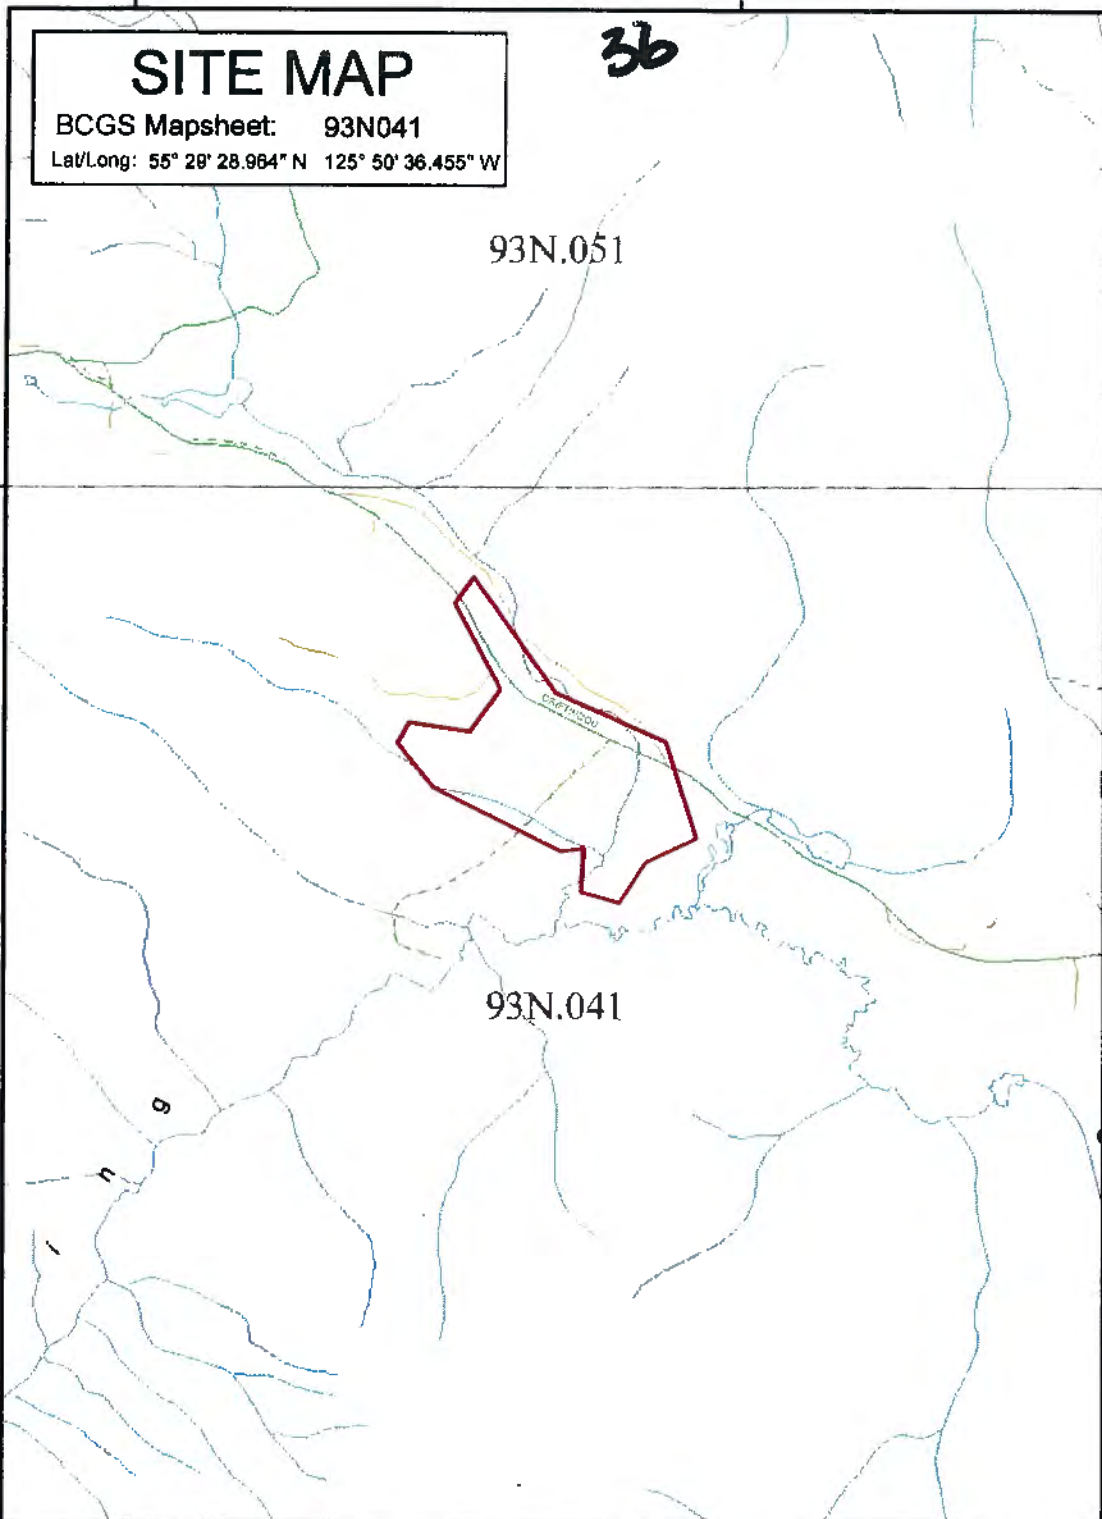 SITE MAP
BCGS Mapsheet: 93N041
Lat/Long: 55° 29' 28.964" N 125° 50' 36.455" W
36
93N.051
93N.041
g
n
i